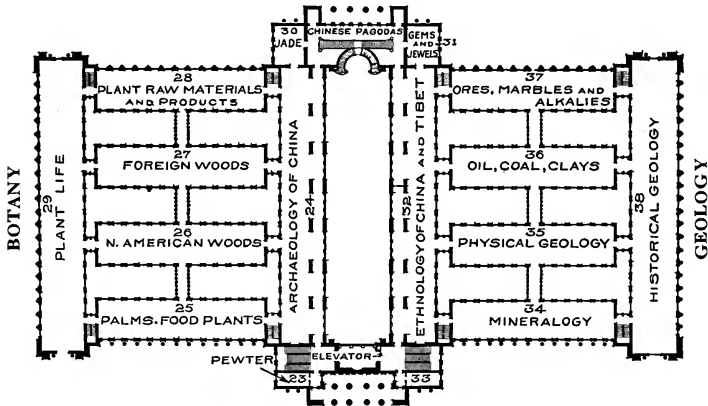 30
JADE
CHINESE PAGODAS
GEMS
AND
JEWELS
31
28
PLANT RAW MATERIALS
AND PRODUCTS
37
ORES, MARBLES AND
ALKALIES
27
FOREIGN WOODS
36
OIL, COAL, CLAYS
BOTANY
29
PLANT LIFE
ARCHAEOLOGY OF CHINA
24
32
ETHNOLOGY OF CHINA AND TIBET
38
HISTORICAL GEOLOGY
GEOLOGY
26
N. AMERICAN WOODS
35
PHYSICAL GEOLOGY
25
PALMS. FOOD PLANTS
34
MINERALOGY
PEWTER
23
ELEVATOR
33